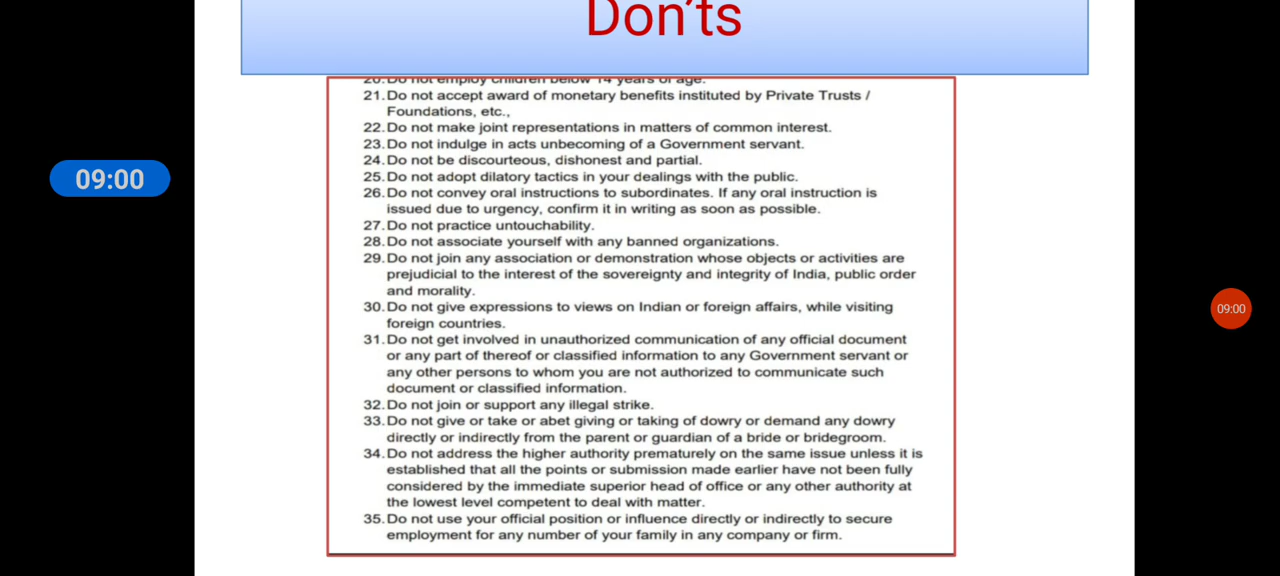 Don'ts
20. Do not employ children below 14 years of age.
21. Do not accept award of monetary benefits instituted by Private Trusts /
Foundations, etc.,
22. Do not make joint representations in matters of common interest.
23. Do not indulge in acts unbecoming of a Government servant.
24. Do not be discourteous, dishonest and partial.
25. Do not adopt dilatory tactics in your dealings with the public.
26. Do not convey oral instructions to subordinates. If any oral instruction is
issued due to urgency, confirm it in writing as soon as possible.
27. Do not practice untouchability.
28. Do not associate yourself with any banned organizations.
29. Do not join any association or demonstration whose objects or activities are
prejudicial to the interest of the sovereignty and integrity of India, public order
and morality.
30. Do not give expressions to views on Indian or foreign affairs, while visiting
foreign countries.
31. Do not get involved in unauthorized communication of any official document
or any part of thereof or classified information to any Government servant or
any other persons to whom you are not authorized to communicate such
document or classified information.
32. Do not join or support any illegal strike.
33. Do not give or take or abet giving or taking of dowry or demand any dowry
directly or indirectly from the parent or guardian of a bride or bridegroom.
34. Do not address the higher authority prematurely on the same issue unless it is
established that all the points or submission made earlier have not been fully
considered by the immediate superior head of office or any other authority at
the lowest level competent to deal with matter.
35. Do not use your official position or influence directly or indirectly to secure
employment for any number of your family in any company or firm.
09:00
09:00